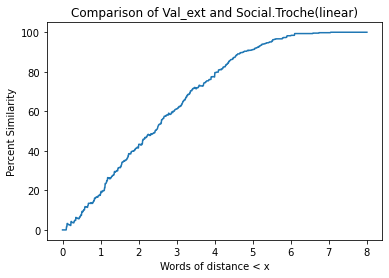 Comparison of Val_ext and Social.Troche(linear)
Percent Similarity
100
80
60
40
20
0
0 1 2 3 4 5 6 7 8
Words of distance < x